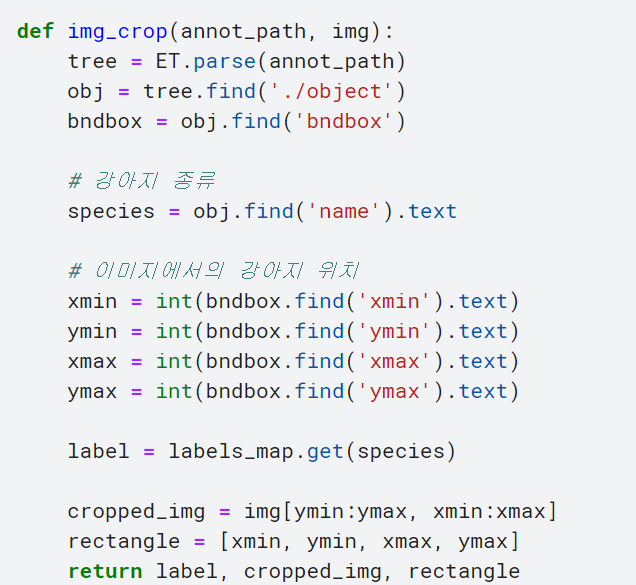 def img_crop(annot_path, img):
    tree = ET.parse(annot_path)
    obj = tree.find('./object')
    bndbox = obj.find('bndbox')

    # 강아지 종류
    species = obj.find('name').text

    # 이미지에서의 강아지 위치
    xmin = int(bndbox.find('xmin').text)
    ymin = int(bndbox.find('ymin').text)
    xmax = int(bndbox.find('xmax').text)
    ymax = int(bndbox.find('ymax').text)

    label = labels_map.get(species)

    cropped_img = img[ymin:ymax, xmin:xmax]
    rectangle = [xmin, ymin, xmax, ymax]
    return label, cropped_img, rectangle